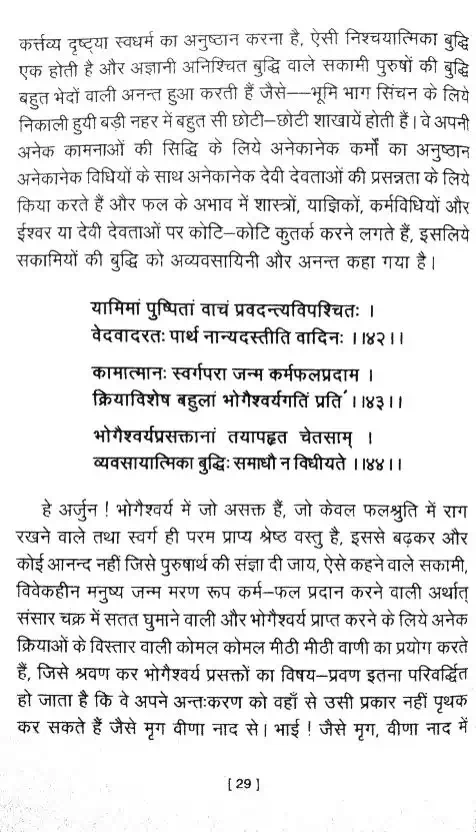 कर्त्तव्य दृष्ट्या स्वधर्म का अनुष्ठान करना है, ऐसी निश्चयात्मिका बुद्धि
एक होती है और अज्ञानी अनिश्चित बुद्धि वाले सकामी पुरुषों की बुद्धि
बहुत भेदों वाली अनन्त हुआ करती हैं जैसे––भूमि भाग सिंचन के लिये
निकाली हुयी बड़ी नहर में बहुत सी छोटी–छोटी शाखायें होती हैं। वे अपनी
अनेक कामनाओं की सिद्धि के लिये अनेकानेक कर्मों का अनुष्ठान
अनेकानेक विधियों के साथ अनेकानेक देवी देवताओं की प्रसन्नता के लिये
किया करते हैं और फल के अभाव में शास्त्रों, याज्ञिकों, कर्मविधियों और
ईश्वर या देवी देवताओं पर कोटि–कोटि कुतर्क करने लगते हैं, इसलिये
सकामियों की बुद्धि को अव्यवसायिनी और अनन्त कहा गया है।
यामिमां पुष्पितां वाचं प्रवदन्त्यविपश्चितः ।
वेदवादरतः पार्थ नान्यदस्तीति वादिनः ।।४२।।
कामात्मानः स्वर्गपरा जन्म कर्मफलप्रदाम ।
क्रियाविशेष बहुलां भोगैश्वर्यगतिं प्रतिं ।।४३।।
भोगैश्वर्यप्रसक्तानां तयापहृत चेतसाम् ।
व्यवसायात्मिका बुद्धिः समाधौ न विधीयते ।।४४।।
हे अर्जुन ! भोगैश्वर्य में जो असक्त हैं, जो केवल फलश्रुति में राग
रखने वाले तथा स्वर्ग ही परम प्राप्य श्रेष्ठ वस्तु है, इससे बढ़कर और
कोई आनन्द नहीं जिसे पुरुषार्थ की संज्ञा दी जाय, ऐसे कहने वाले सकामी,
विवेकहीन मनुष्य जन्म मरण रूप कर्म–फल प्रदान करने वाली अर्थात्
संसार चक्र में सतत घुमाने वाली और भोगैश्वर्य प्राप्त करने के लिये अनेक
क्रियाओं के विस्तार वाली कोमल कोमल मीठी मीठी वाणी का प्रयोग करते
हैं, जिसे श्रवण कर भोगैश्वर्य प्रसक्तों का विषय–प्रवण इतना परिवर्द्धित
हो जाता है कि वे अपने अन्तःकरण को वहाँ से उसी प्रकार नहीं पृथक
कर सकते हैं जैसे मृग वीणा नाद से। भाई ! जैसे मृग, वीणा नाद में
[ 29 ]